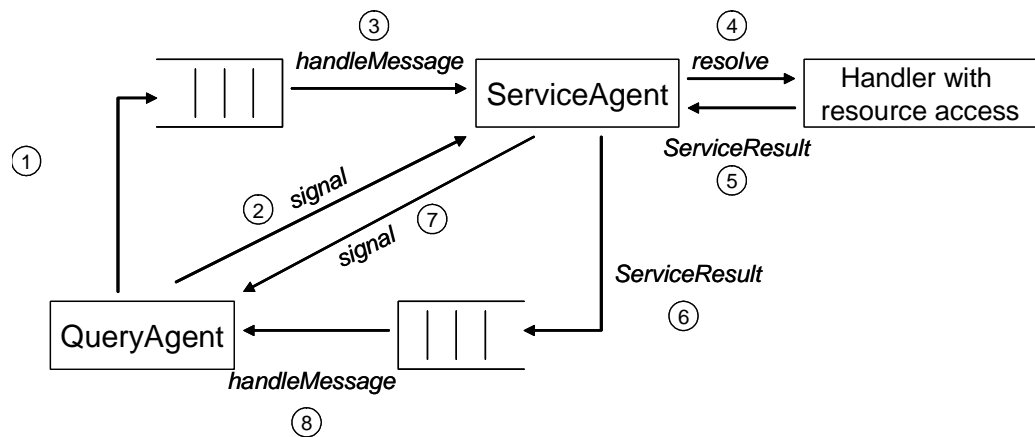 ③
④
handleMessage
resolve
ServiceAgent
Handler with
resource access
①
ServiceResult
⑤
② signal
⑦
signal
ServiceResult
⑥
QueryAgent
handleMessage
⑧